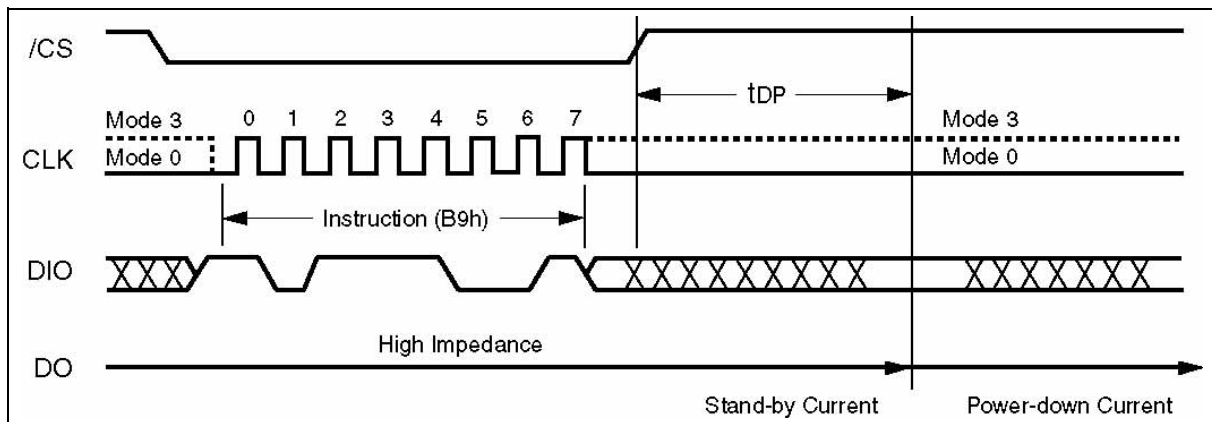 /CS
tDP
Mode 3 0 1 2 3 4 5 6 7 Mode 3
CLK Mode 0 Mode 0
Instruction (B9h)
DIO
High Impedance
DO
Stand-by Current Power-down Current